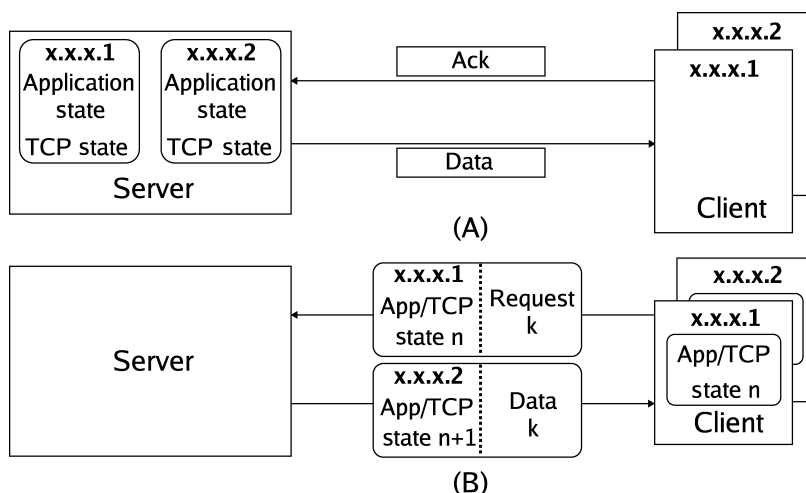 x.x.x.1
Application
state
TCP state
x.x.x.2
Application
state
TCP state
Server
Ack
Data
x.x.x.2
x.x.x.1
Client
(A)
Server
x.x.x.1
App/TCP
state n
Request
k
x.x.x.2
App/TCP
state n+1
Data
k
x.x.x.2
x.x.x.1
App/TCP
state n
Client
(B)